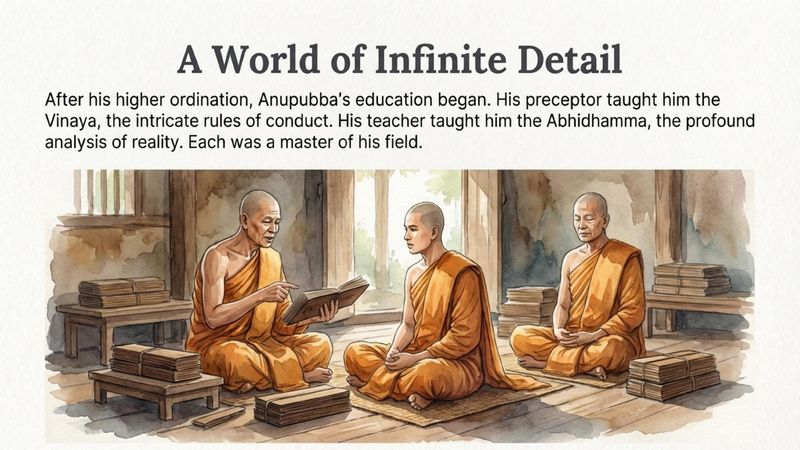 A World of Infinite Detail
After his higher ordination, Anupubba's education began. His preceptor taught him the
Vinaya, the intricate rules of conduct. His teacher taught him the Abhidhamma, the profound
analysis of reality. Each was a master of his field.